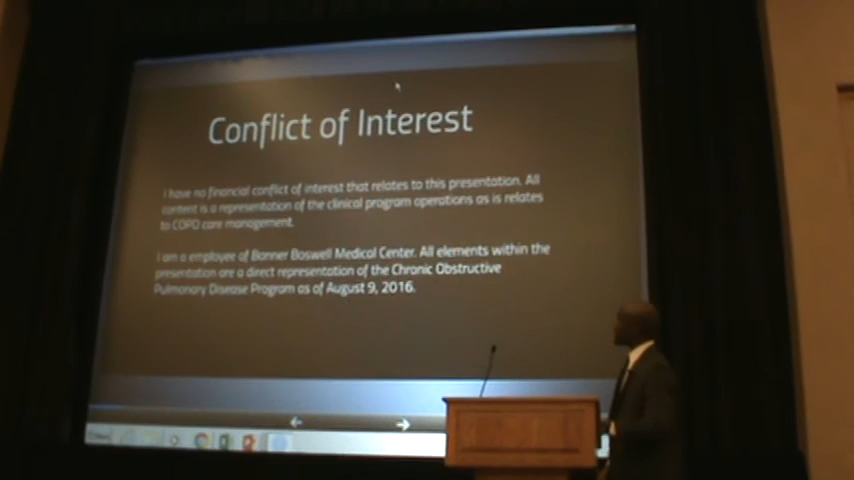 Conflict of Interest
I have no financial conflict of interest that relates to this presentation. All
content is a representation of the clinical program operations as is relates
to COPD care management.
I am a employee of Banner Boswell Medical Center. All elements within the
presentation are a direct representation of the Chronic Obstructive
Pulmonary Disease Program as of August 9, 2016.